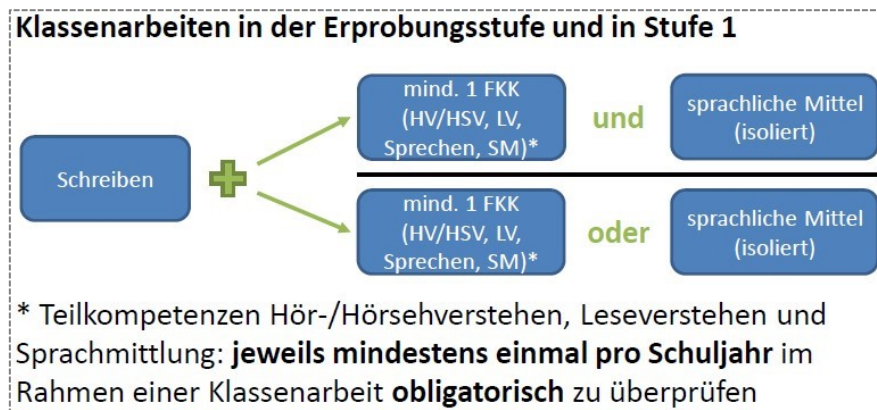 Klassenarbeiten in der Erprobungsstufe und in Stufe 1
Schreiben
mind. 1 FKK
(HV/HSV, LV,
Sprechen, SM)*
und
sprachliche Mittel
(isoliert)
mind. 1 FKK
(HV/HSV, LV,
Sprechen, SM)*
oder
sprachliche Mittel
(isoliert)
* Teilkompetenzen Hör-/Hörsehverstehen, Leseverstehen und
Sprachmittlung: jeweils mindestens einmal pro Schuljahr im
Rahmen einer Klassenarbeit obligatorisch zu überprüfen